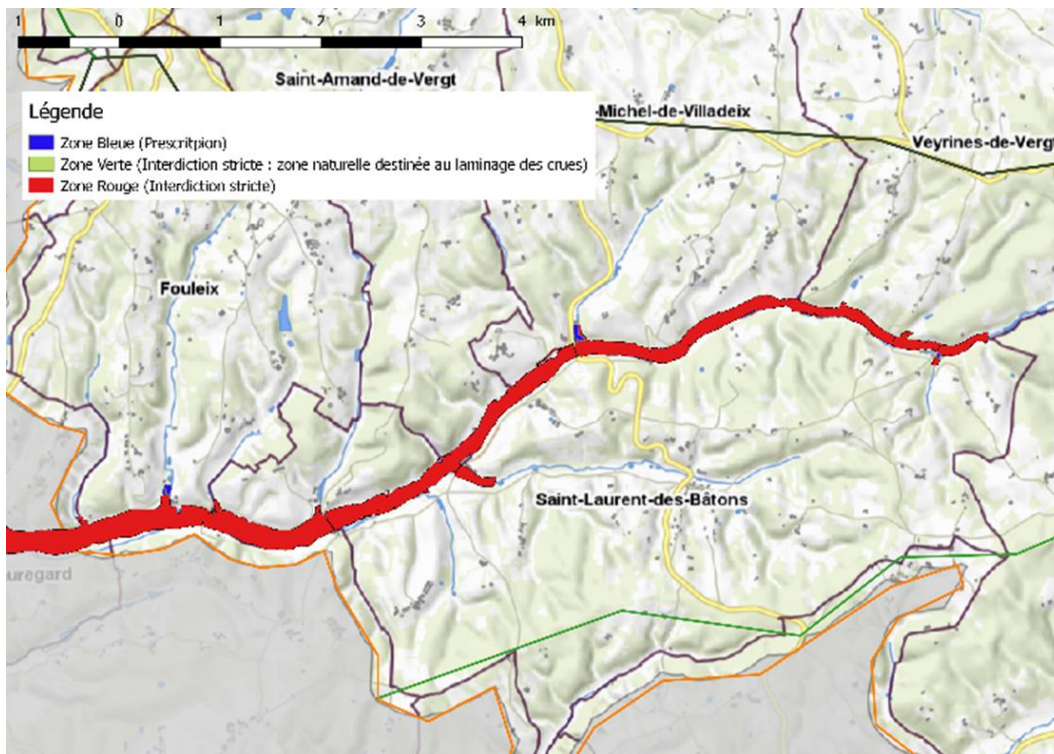 1 0 1 2 3 4 km
Saint-Amand-de-Vergt
Légende
Zone Bleue (Prescritpion)
Zone Verte (Interdiction stricte : zone naturelle destinée au laminage des crues)
Zone Rouge (Interdiction stricte)
-Michel-de-Villadeix
Veyrines-de-Vergt
Fouleix
Saint-Laurent-des-Bâtons
uregard